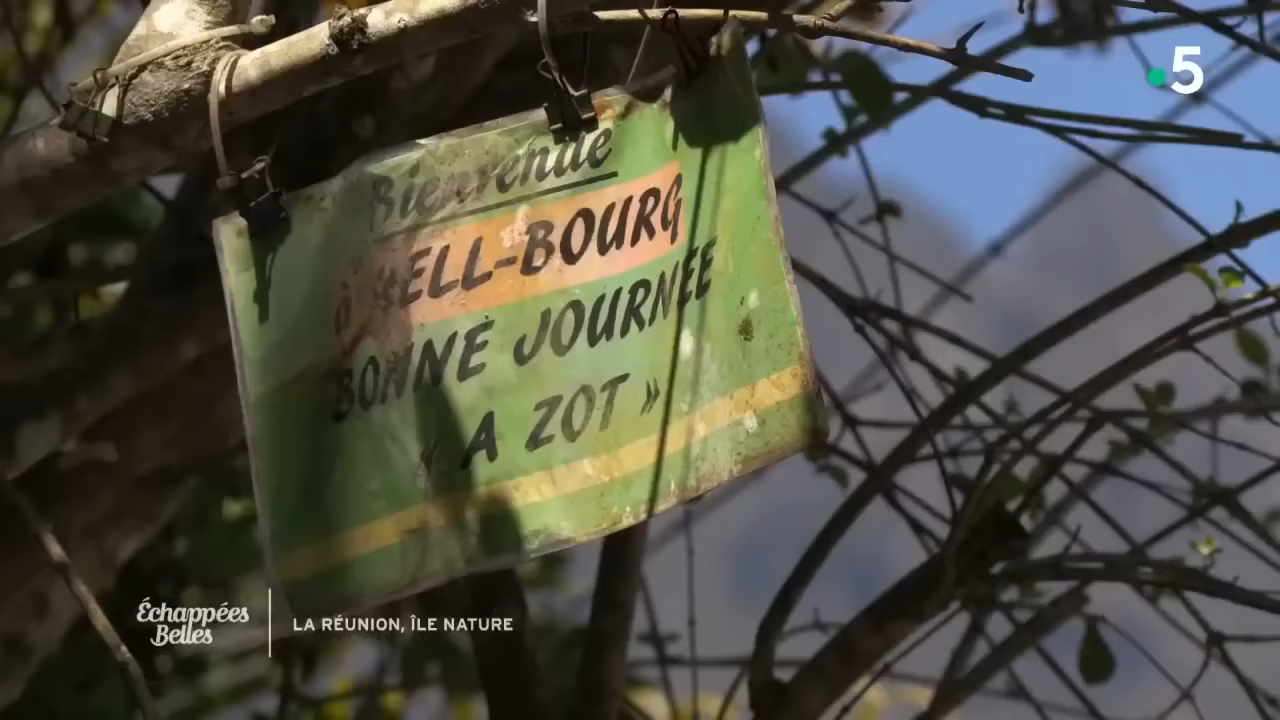 5
Bienvenue
à HELL-BOURG
BONNE JOURNÉE
« A ZOT »
Échappées
Belles
LA RÉUNION, ÎLE NATURE